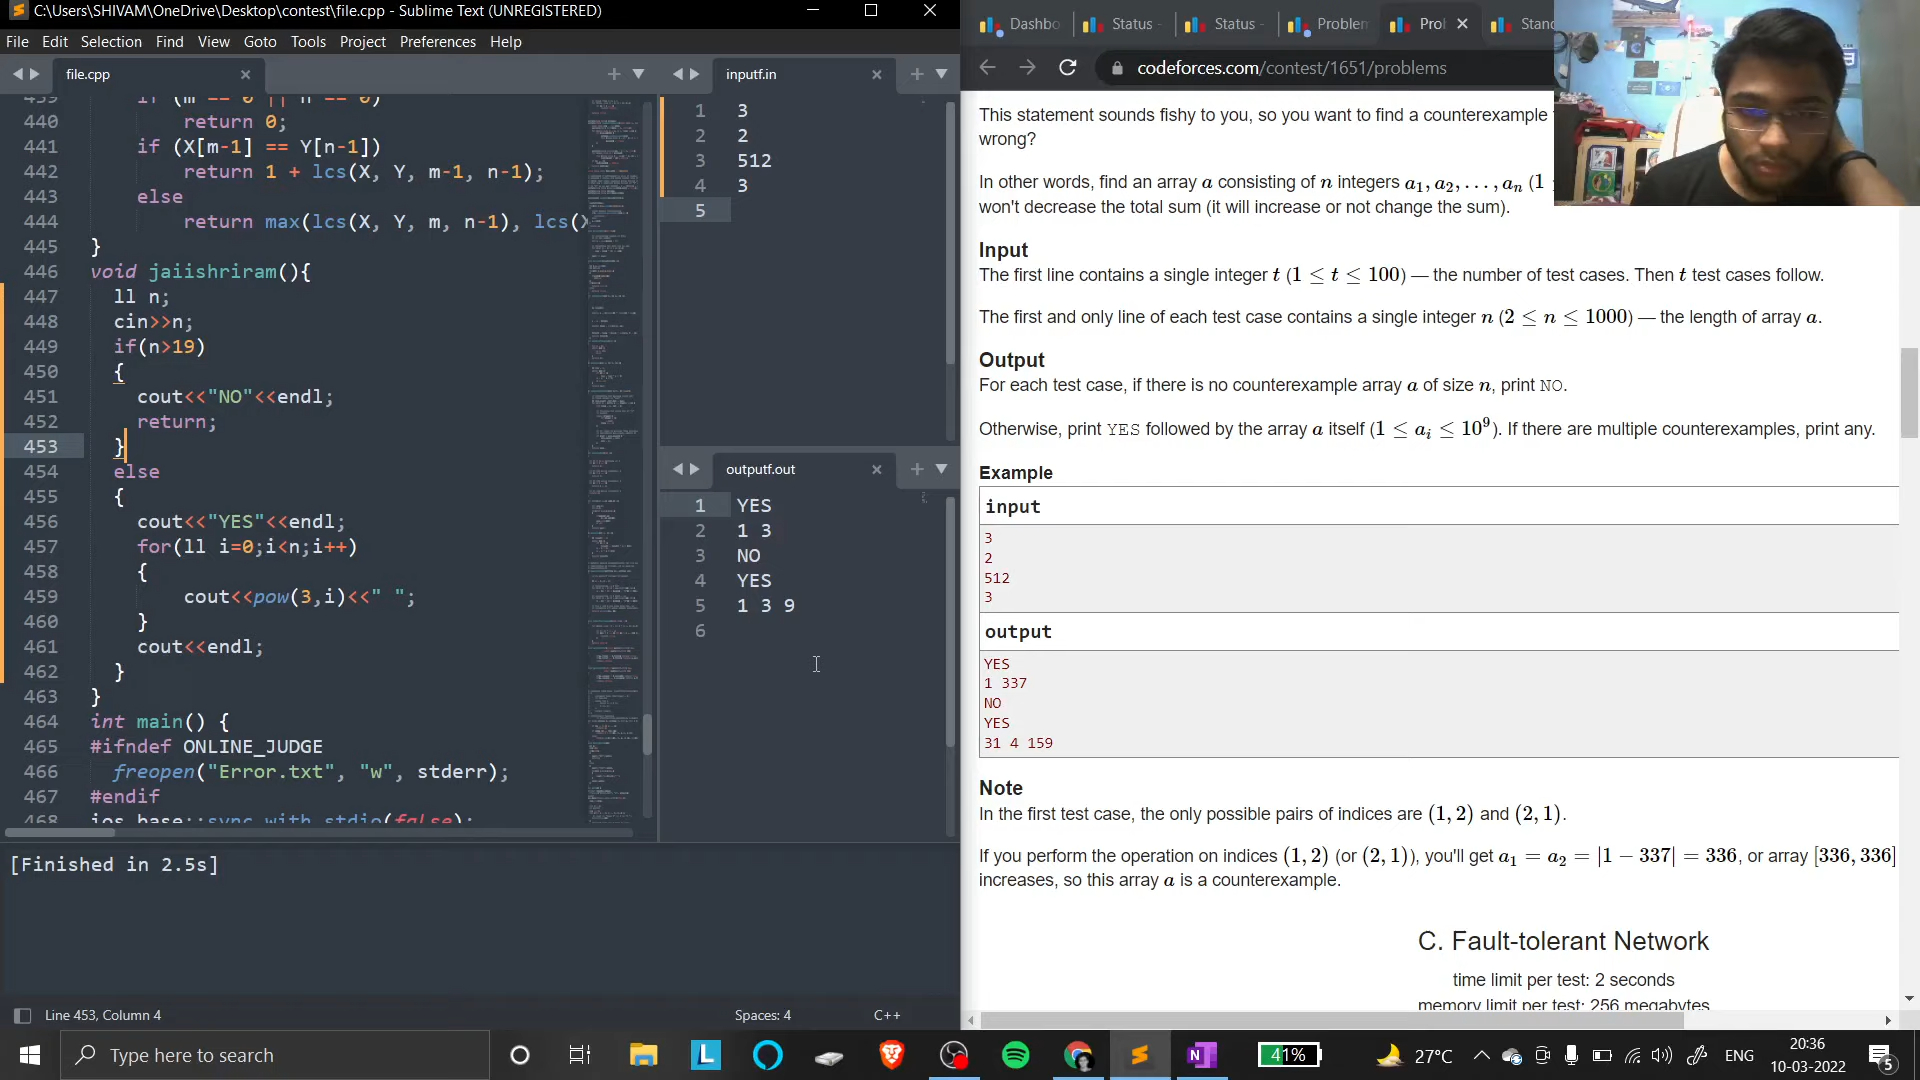 C:\Users\SHIVAM\OneDrive\Desktop\contest\file.cpp - Sublime Text (UNREGISTERED)
File Edit Selection Find View Goto Tools Project Preferences Help
file.cpp
439 if (m == 0 || n == 0)
440 return 0;
441 if (X[m-1] == Y[n-1])
442 return 1 + lcs(X, Y, m-1, n-1);
443 else
444 return max(lcs(X, Y, m, n-1), lcs(X
445 }
446 void jaiishriram(){
447 ll n;
448 cin>>n;
449 if(n>19)
450 {
451 cout<<"NO"<<endl;
452 return;
453 }
454 else
455 {
456 cout<<"YES"<<endl;
457 for(ll i=0;i<n;i++)
458 {
459 cout<<pow(3,i)<<" ";
460 }
461 cout<<endl;
462 }
463 }
464 int main() {
465 #ifndef ONLINE_JUDGE
466 freopen("Error.txt", "w", stderr);
467 #endif
468 ios_base::sync_with_stdio(false);
[Finished in 2.5s]
Line 453, Column 4
Spaces: 4
C++
inputf.in
1 3
2 2
3 512
4 3
5
outputf.out
1 YES
2 1 3
3 NO
4 YES
5 1 3 9
6
Dashbo Status Status Problem Prol Stand
codeforces.com/contest/1651/problems
This statement sounds fishy to you, so you want to find a counterexample
wrong?
In other words, find an array a consisting of n integers a1, a2, …, an (1
won't decrease the total sum (it will increase or not change the sum).
Input
The first line contains a single integer t (1 ≤ t ≤ 100) — the number of test cases. Then t test cases follow.
The first and only line of each test case contains a single integer n (2 ≤ n ≤ 1000) — the length of array a.
Output
For each test case, if there is no counterexample array a of size n, print NO.
Otherwise, print YES followed by the array a itself (1 ≤ ai ≤ 10^9). If there are multiple counterexamples, print any.
Example
input
3
2
512
3
output
YES
1 337
NO
YES
31 4 159
Note
In the first test case, the only possible pairs of indices are (1, 2) and (2, 1).
If you perform the operation on indices (1, 2) (or (2, 1)), you'll get a1 = a2 = |1 − 337| = 336, or array [336, 336]
increases, so this array a is a counterexample.
C. Fault-tolerant Network
time limit per test: 2 seconds
memory limit per test: 256 megabytes
Type here to search
L
41%
27°C
ENG
20:36
10-03-2022
5